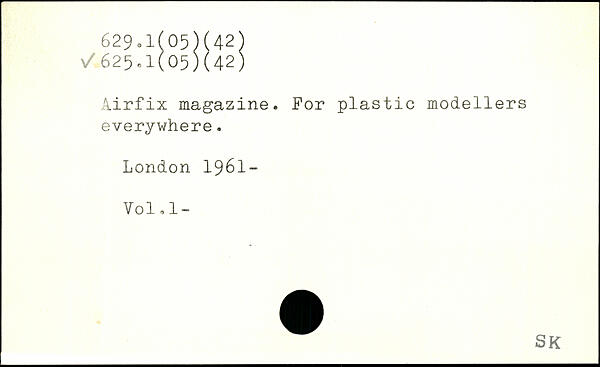 629.1(05)(42)
✓625.1(05)(42)
Airfix magazine. For plastic modellers
everywhere.
London 1961-
Vol.1-
SK